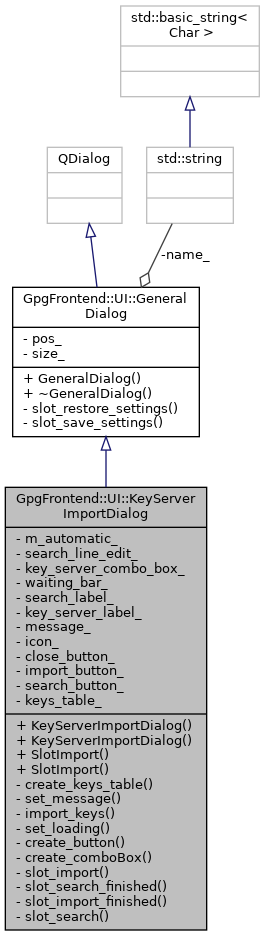 std::basic_string<
Char >
QDialog
std::string
-name_
GpgFrontend::UI::General
Dialog
- pos_
- size_
+ GeneralDialog()
+ ~GeneralDialog()
- slot_restore_settings()
- slot_save_settings()
GpgFrontend::UI::KeyServer
ImportDialog
- m_automatic_
- search_line_edit_
- key_server_combo_box_
- waiting_bar_
- search_label_
- key_server_label_
- message_
- icon_
- close_button_
- import_button_
- search_button_
- keys_table_
+ KeyServerImportDialog()
+ KeyServerImportDialog()
+ SlotImport()
+ SlotImport()
- create_keys_table()
- set_message()
- import_keys()
- set_loading()
- create_button()
- create_comboBox()
- slot_import()
- slot_search_finished()
- slot_import_finished()
- slot_search()